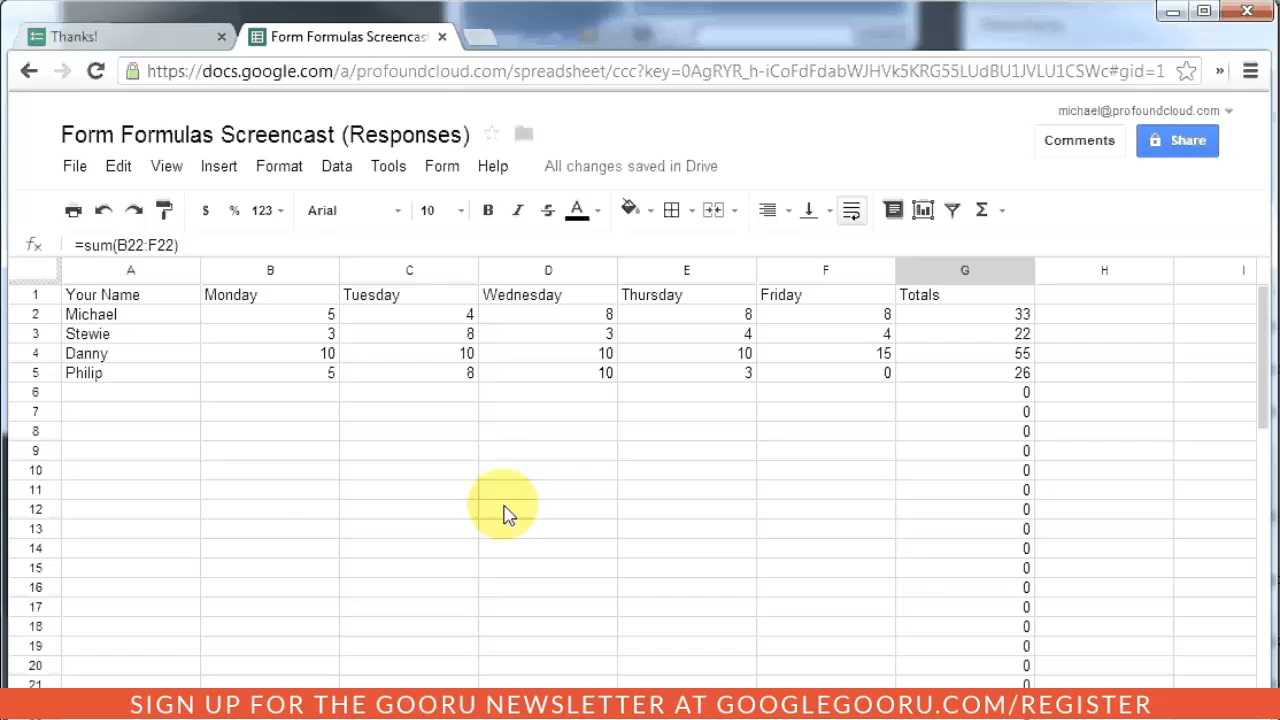 Thanks!
Form Formulas Screencast
https://docs.google.com/a/profoundcloud.com/spreadsheet/ccc?key=0AgRYR_h-iCoFdFdabWJHVk5KRG55LUdBU1JVLU1CSWc#gid=1
michael@profoundcloud.com
Form Formulas Screencast (Responses)
Comments
Share
File Edit View Insert Format Data Tools Form Help All changes saved in Drive
$ % 123 Arial 10 B I S A Σ
fx =sum(B22:F22)
A B C D E F G H I
1 Your Name Monday Tuesday Wednesday Thursday Friday Totals
2 Michael 5 4 8 8 8 33
3 Stewie 3 8 3 4 4 22
4 Danny 10 10 10 10 15 55
5 Philip 5 8 10 3 0 26
6 0
7 0
8 0
9 0
10 0
11 0
12 0
13 0
14 0
15 0
16 0
17 0
18 0
19 0
20 0
21 0
SIGN UP FOR THE GOORU NEWSLETTER AT GOOGLEGOORU.COM/REGISTER